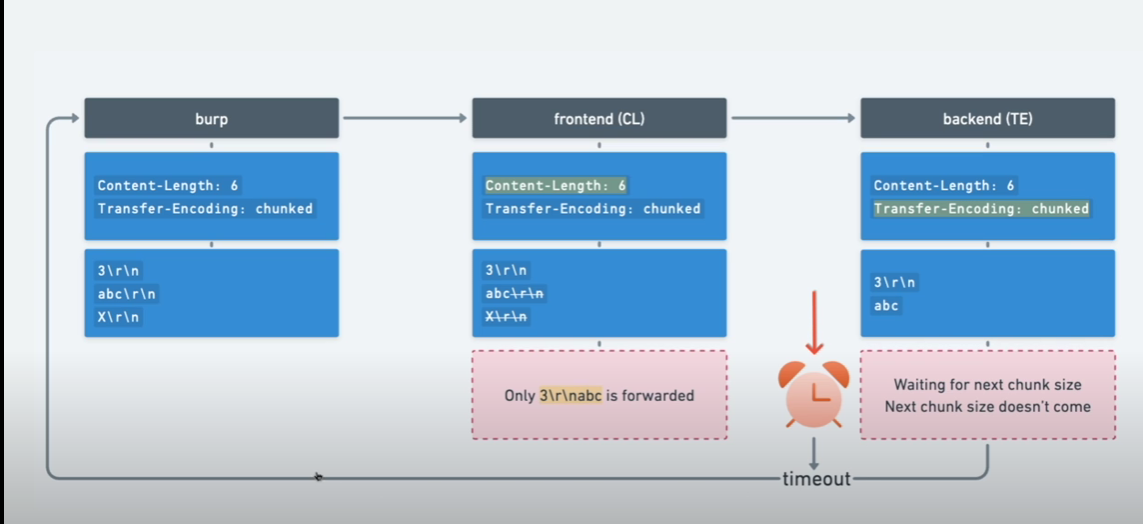 burp
Content-Length: 6
Transfer-Encoding: chunked
3\r\n
abc\r\n
X\r\n
frontend (CL)
Content-Length: 6
Transfer-Encoding: chunked
3\r\n
abc\r\n
X\r\n
Only 3\r\nabc is forwarded
backend (TE)
Content-Length: 6
Transfer-Encoding: chunked
3\r\n
abc
Waiting for next chunk size
Next chunk size doesn't come
timeout